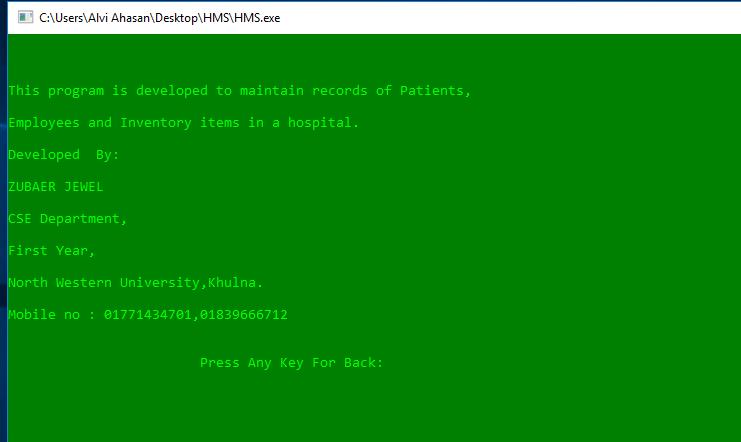 C:\Users\Alvi Ahasan\Desktop\HMS\HMS.exe
This program is developed to maintain records of Patients,
Employees and Inventory items in a hospital.
Developed  By:
ZUBAER JEWEL
CSE Department,
First Year,
North Western University,Khulna.
Mobile no : 01771434701,01839666712
Press Any Key For Back: